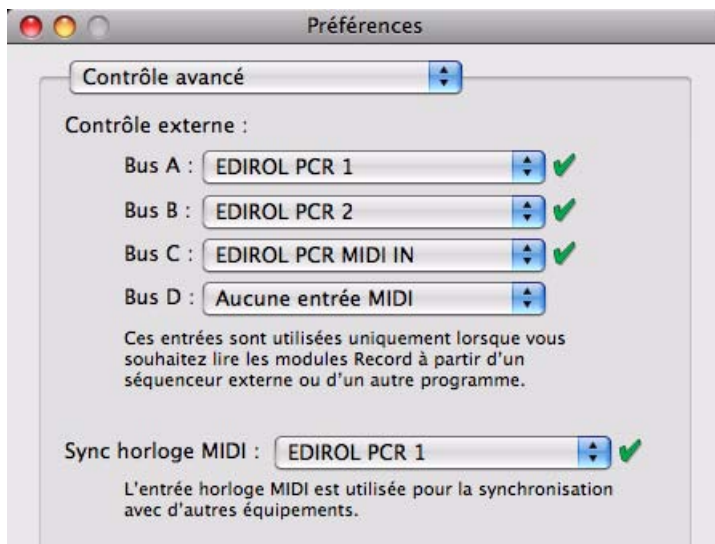 Préférences
Contrôle avancé
Contrôle externe :
Bus A : EDIROL PCR 1
Bus B : EDIROL PCR 2
Bus C : EDIROL PCR MIDI IN
Bus D : Aucune entrée MIDI
Ces entrées sont utilisées uniquement lorsque vous
souhaitez lire les modules Record à partir d'un
séquenceur externe ou d'un autre programme.
Sync horloge MIDI : EDIROL PCR 1
L'entrée horloge MIDI est utilisée pour la synchronisation
avec d'autres équipements.